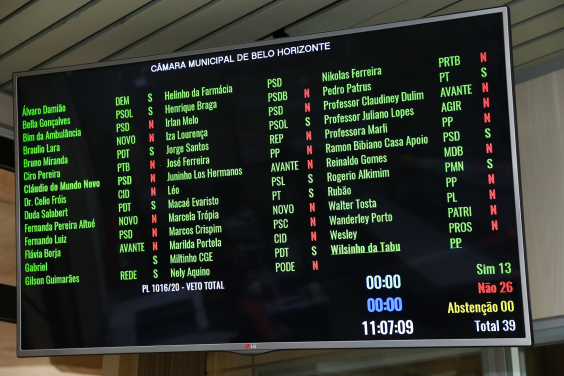 CÂMARA MUNICIPAL DE BELO HORIZONTE
Álvaro Damião DEM S
Bella Gonçalves PSOL S
Bim da Ambulância PSD N
Braulio Lara NOVO N
Bruno Miranda PDT S
Ciro Pereira PTB N
Cláudio do Mundo Novo PSD N
Dr. Celio Fróis CID N
Duda Salabert PDT S
Fernanda Pereira Altoé NOVO N
Fernando Luiz PSD N
Flávia Borja AVANTE N
Gabriel S
Gilson Guimarães REDE S
Helinho da Farmácia PSD
Henrique Braga PSDB N
Irlan Melo PSD N
Iza Lourença PSOL S
Jorge Santos REP N
José Ferreira PP N
Juninho Los Hermanos AVANTE N
Léo PSL S
Macaé Evaristo PT S
Marcela Trópia NOVO N
Marcos Crispim PSC N
Marilda Portela CID N
Miltinho CGE PDT S
Nely Aquino PODE N
Nikolas Ferreira PRTB N
Pedro Patrus PT S
Professor Claudiney Dulim AVANTE N
Professor Juliano Lopes AGIR N
Professora Marli PP N
Ramon Bibiano Casa Apoio PSD S
Reinaldo Gomes MDB N
Rogerio Alkimim PMN S
Rubão PP N
Walter Tosta PL N
Wanderley Porto PATRI N
Wesley PROS N
Wilsinho da Tabu PP
PL 1016/20 - VETO TOTAL
00:00
00:00
11:07:09
Sim 13
Não 26
Abstenção 00
Total 39
LG